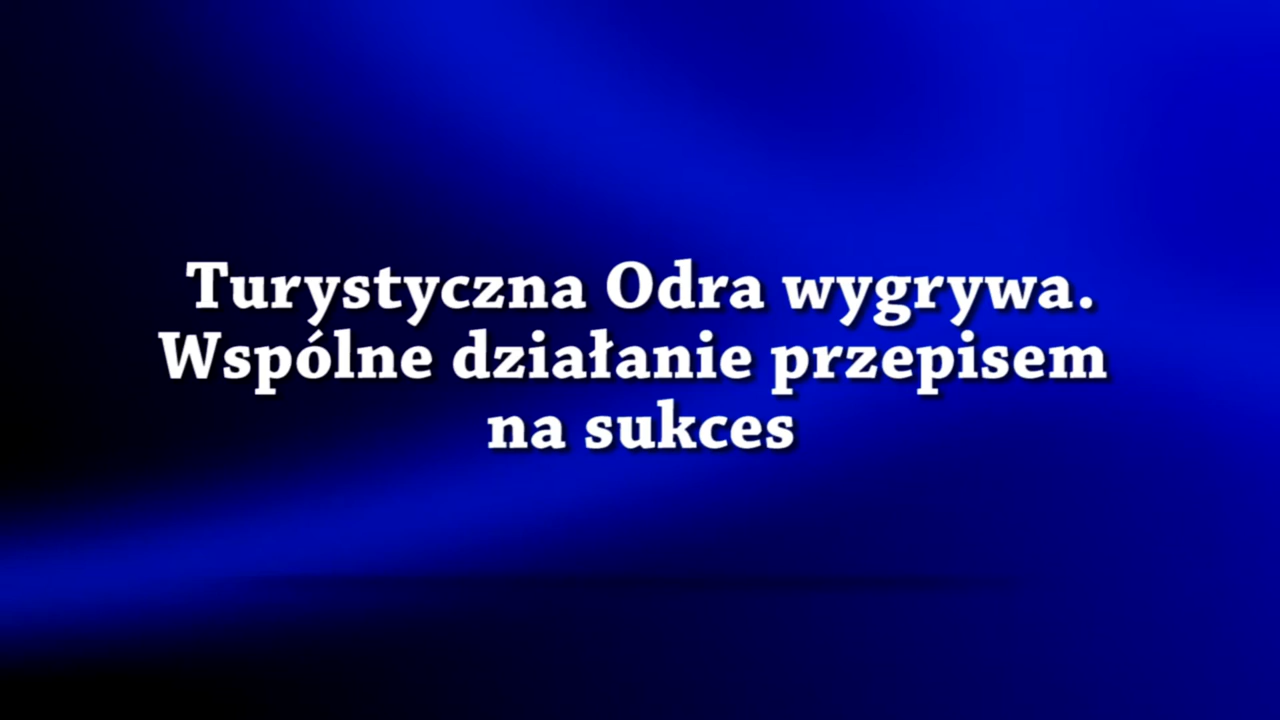 Turystyczna Odra wygrywa.
Wspólne działanie przepisem
na sukces